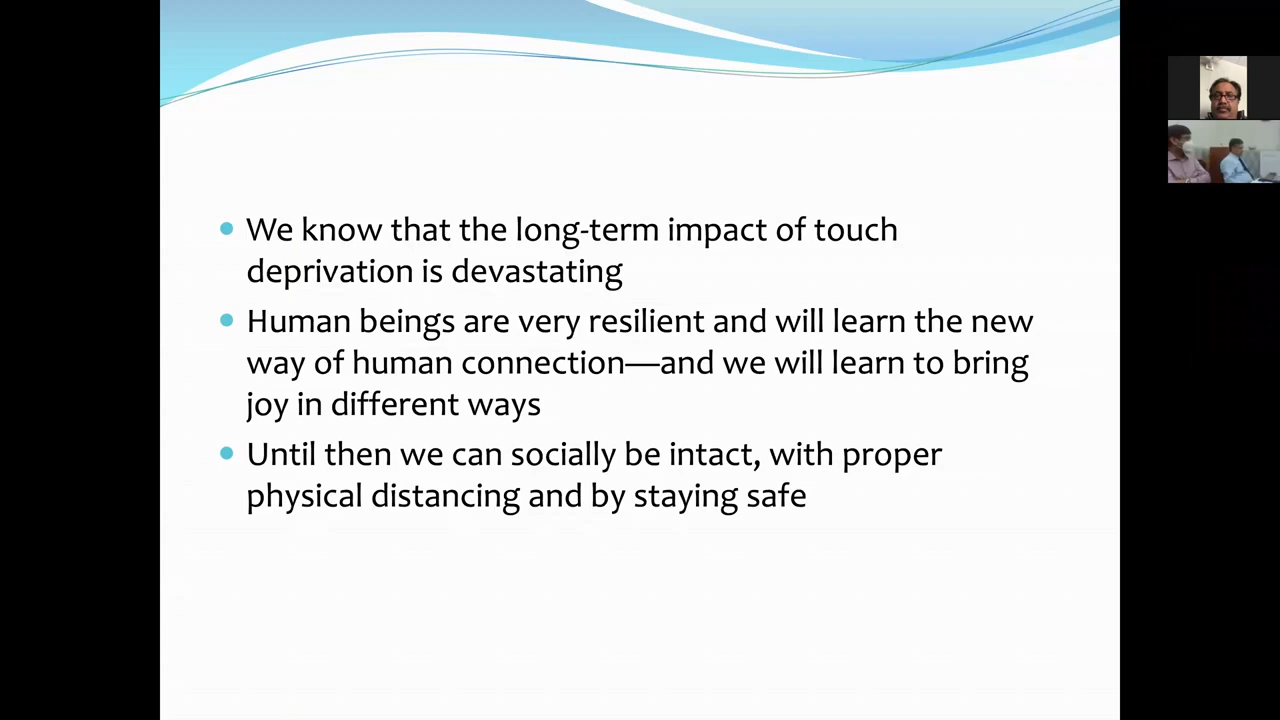 We know that the long-term impact of touch
deprivation is devastating
Human beings are very resilient and will learn the new
way of human connection—and we will learn to bring
joy in different ways
Until then we can socially be intact, with proper
physical distancing and by staying safe